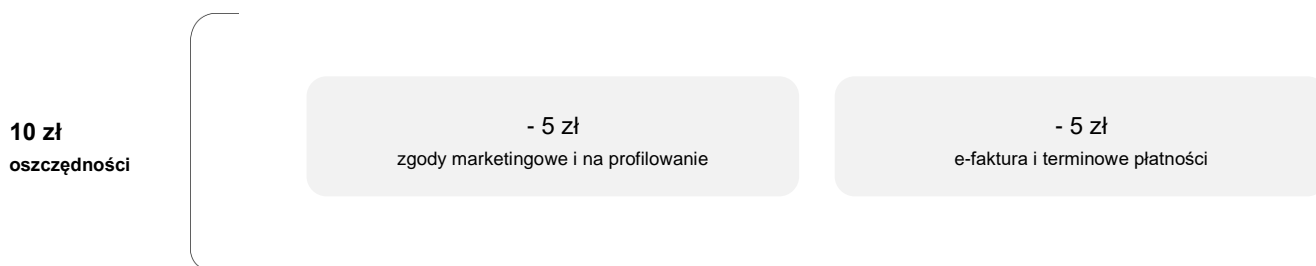 10 zł
oszczędności
- 5 zł
zgody marketingowe i na profilowanie
- 5 zł
e-faktura i terminowe płatności